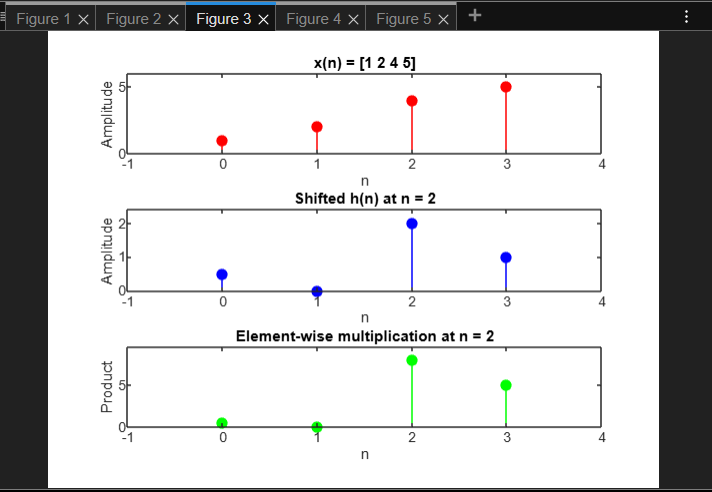 Figure 1 × Figure 2 × Figure 3 × Figure 4 × Figure 5 × +
x(n) = [1 2 4 5]
Amplitude
5
0
-1 0 1 2 3 4
n
Shifted h(n) at n = 2
Amplitude
2
1
0
-1 0 1 2 3 4
n
Element-wise multiplication at n = 2
Product
5
0
-1 0 1 2 3 4
n